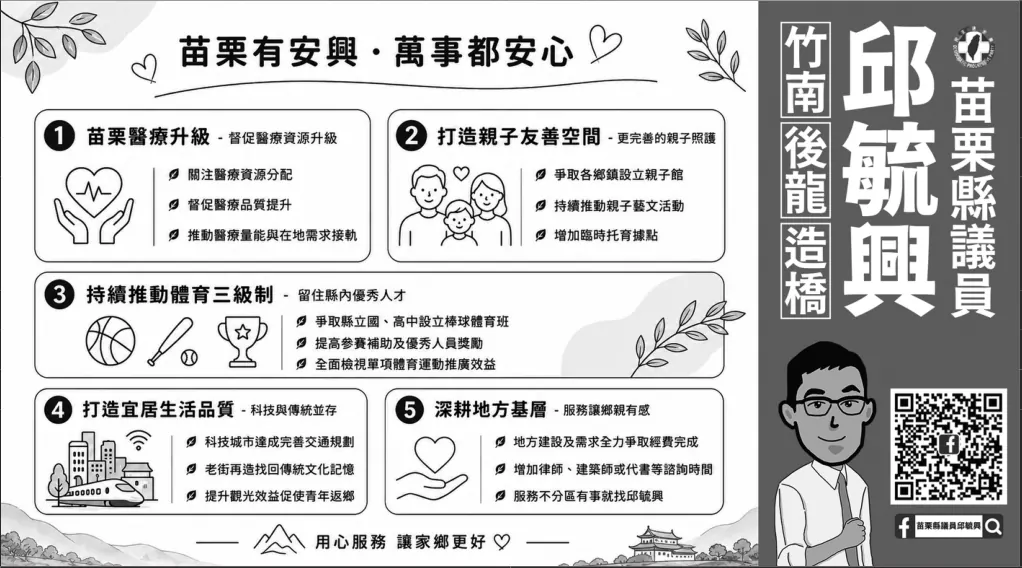 苗栗有安興·萬事都安心
1 苗栗醫療升級 - 督促醫療資源升級
關注醫療資源分配
督促醫療品質提升
推動醫療量能與在地需求接軌
2 打造親子友善空間 - 更完善的親子照護
爭取各鄉鎮設立親子館
持續推動親子藝文活動
增加臨時托育據點
3 持續推動體育三級制 - 留住縣內優秀人才
爭取縣立國、高中設立棒球體育班
提高參賽補助及優秀人員獎勵
全面檢視單項體育運動推廣效益
4 打造宜居生活品質 - 科技與傳統並存
科技城市達成完善交通規劃
老街再造找回傳統文化記憶
提升觀光效益促使青年返鄉
5 深耕地方基層 - 服務讓鄉親有感
地方建設及需求全力爭取經費完成
增加律師、建築師或代書等諮詢時間
服務不分區有事就找邱毓興
用心服務 讓家鄉更好
苗栗縣議員
邱毓興
竹南
後龍
造橋
苗栗縣議員邱毓興